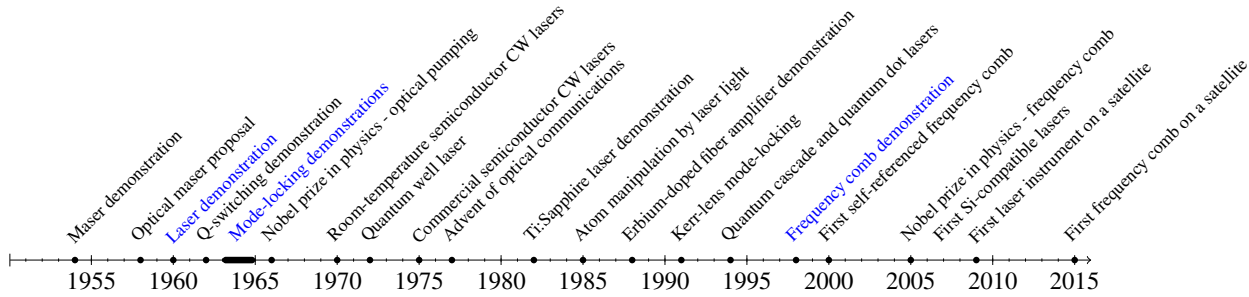 Maser demonstration
Optical maser proposal
Laser demonstration
Q-switching demonstration
Mode-locking demonstrations
Nobel prize in physics - optical pumping
Room-temperature semiconductor CW lasers
Quantum well laser
Commercial semiconductor CW lasers
Advent of optical communications
Ti:Sapphire laser demonstration
Atom manipulation by laser light
Erbium-doped fiber amplifier demonstration
Kerr-lens mode-locking
Quantum cascade and quantum dot lasers
Frequency comb demonstration
First self-referenced frequency comb
Nobel prize in physics - frequency comb
First Si-compatible lasers
First laser instrument on a satellite
First frequency comb on a satellite
1955 1960 1965 1970 1975 1980 1985 1990 1995 2000 2005 2010 2015